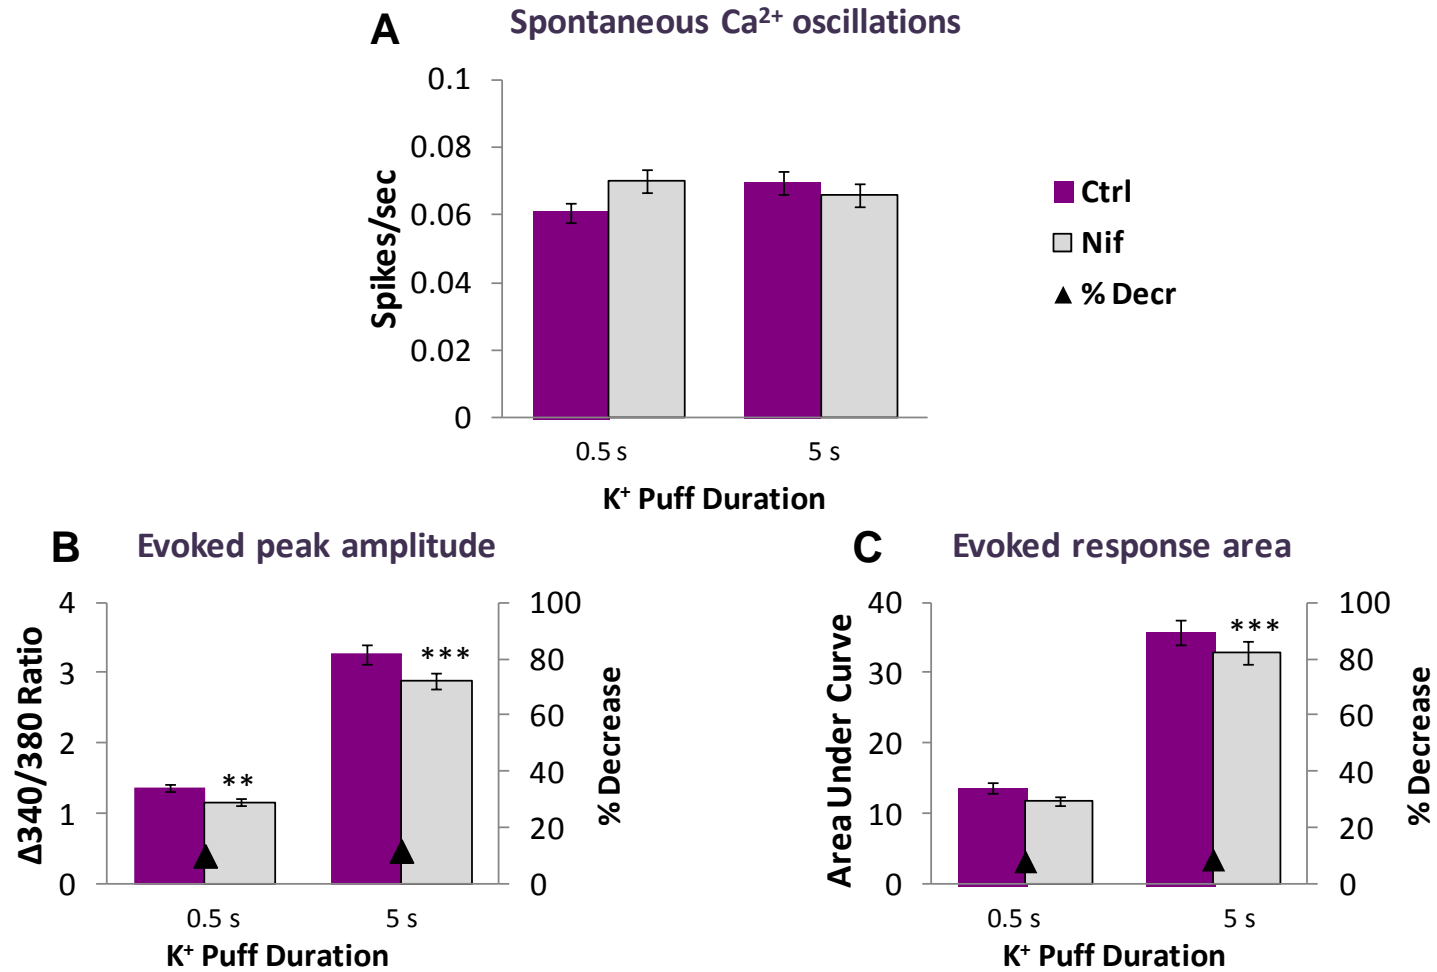 A
Spontaneous Ca²⁺ oscillations
0.1
0.08
0.06
0.04
0.02
0
Spikes/sec
0.5 s
5 s
K⁺ Puff Duration
Ctrl
Nif
% Decr
B
Evoked peak amplitude
4
3
2
1
0
Δ340/380 Ratio
**
***
100
80
60
40
20
0
% Decrease
0.5 s
5 s
K⁺ Puff Duration
C
Evoked response area
40
30
20
10
0
Area Under Curve
***
100
80
60
40
20
0
% Decrease
0.5 s
5 s
K⁺ Puff Duration